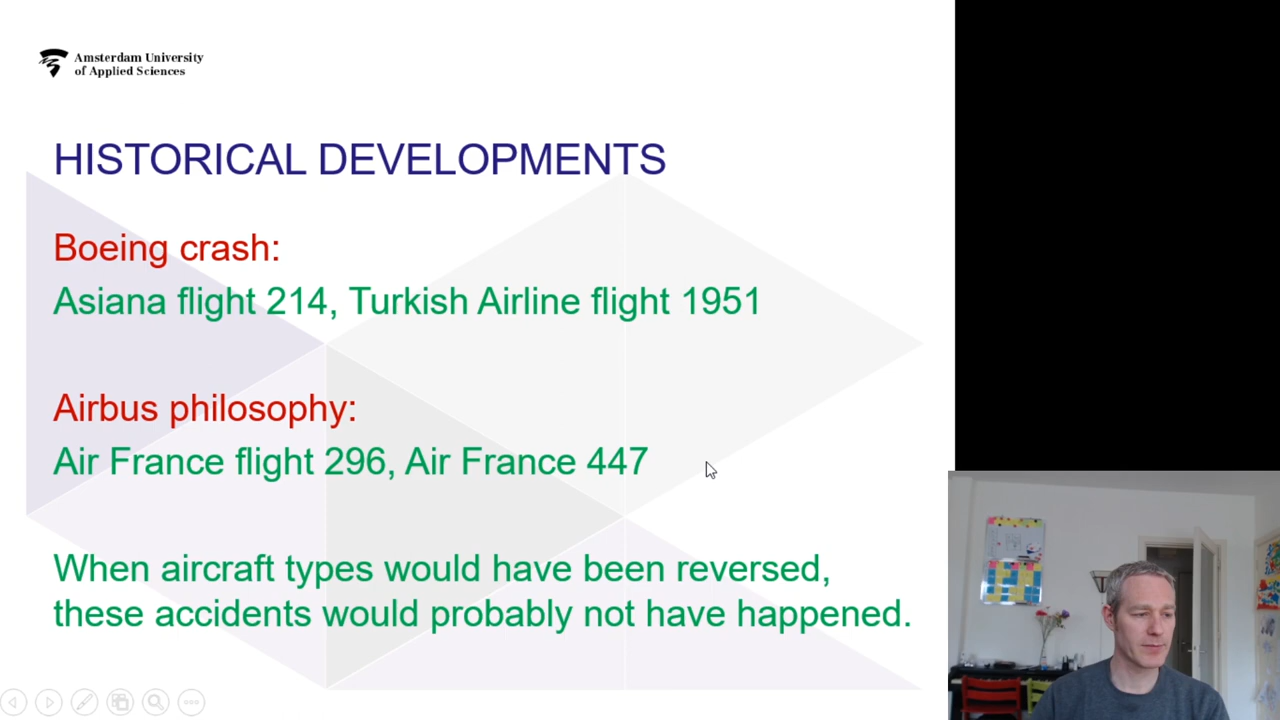 Amsterdam University
of Applied Sciences
HISTORICAL DEVELOPMENTS
Boeing crash:
Asiana flight 214, Turkish Airline flight 1951
Airbus philosophy:
Air France flight 296, Air France 447
When aircraft types would have been reversed,
these accidents would probably not have happened.